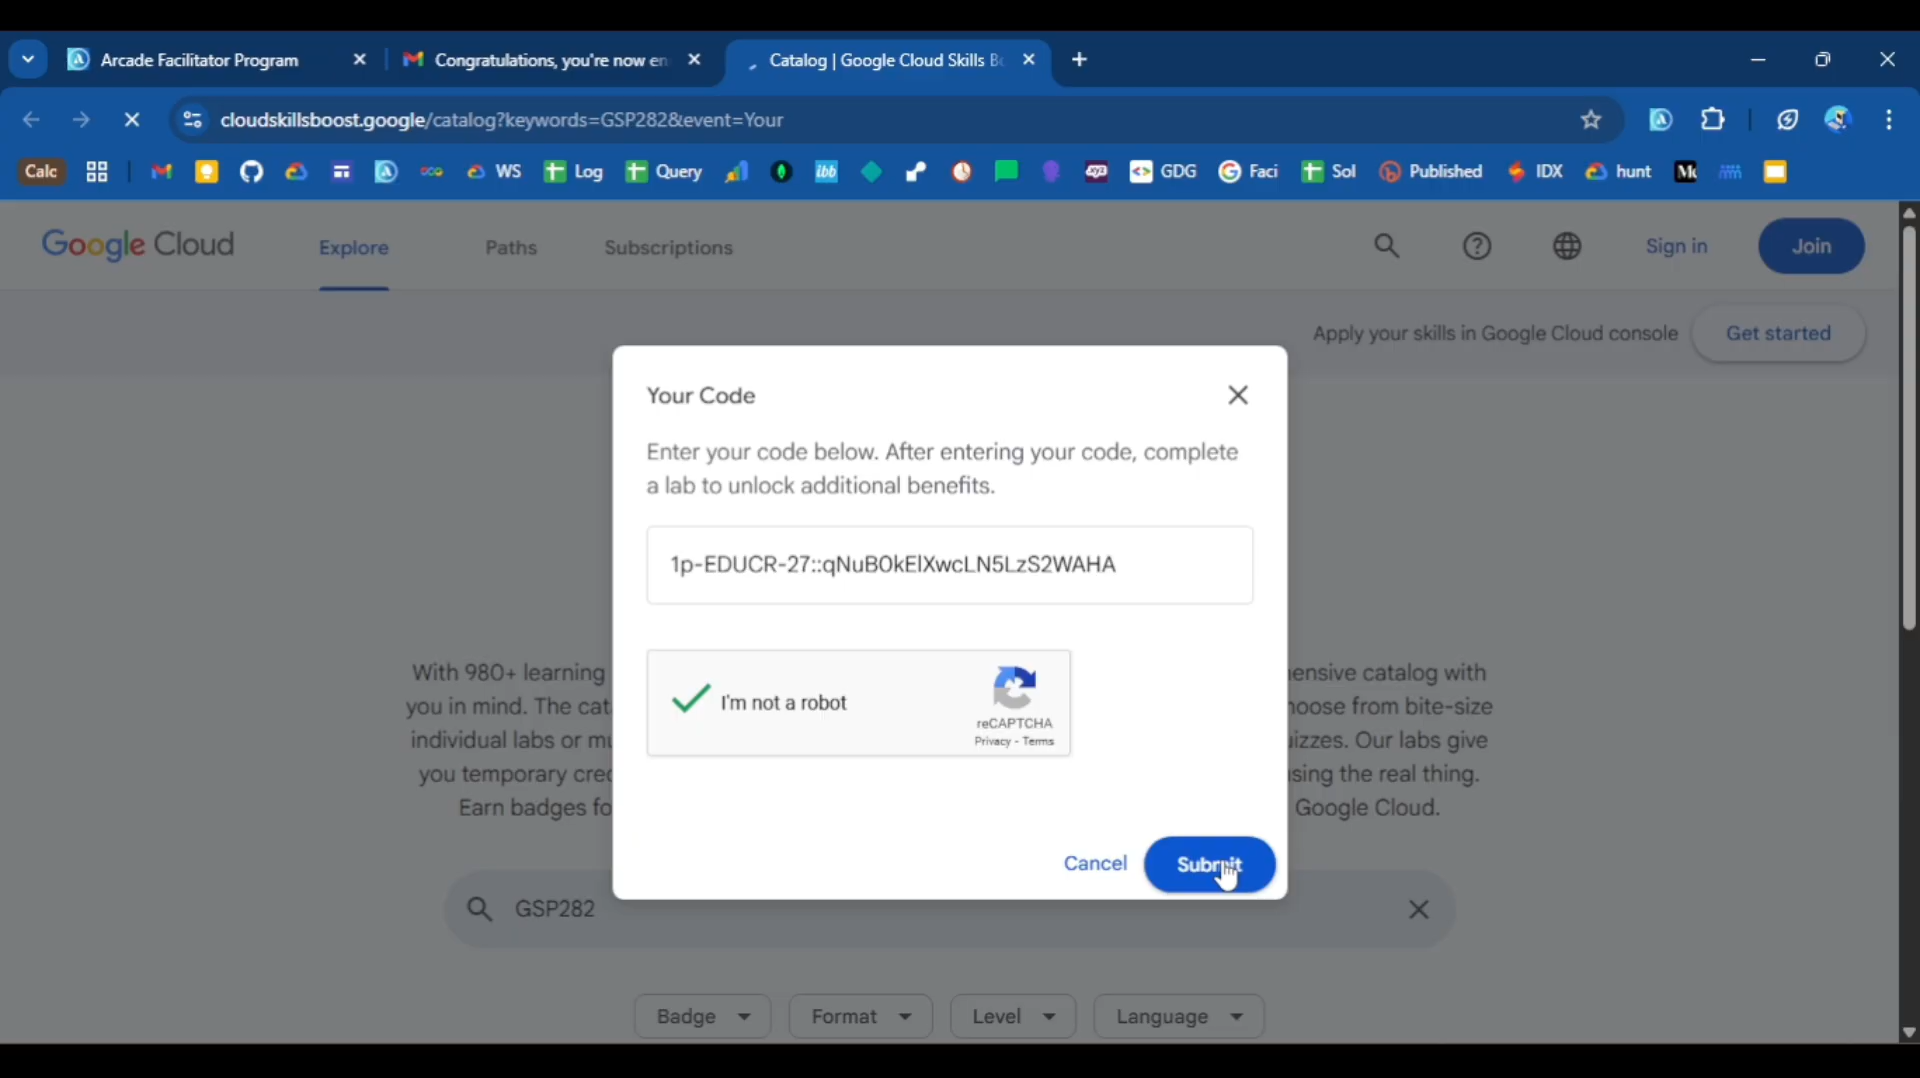 Arcade Facilitator Program
Congratulations, you're now en
Catalog | Google Cloud Skills Bo
cloudskillsboost.google/catalog?keywords=GSP282&event=Your
Calc
WS
Log
Query
GDG
Faci
Sol
Published
IDX
hunt
Google Cloud
Explore
Paths
Subscriptions
Sign in
Join
Apply your skills in Google Cloud console
Get started
Your Code
Enter your code below. After entering your code, complete
a lab to unlock additional benefits.
1p-EDUCR-27::qNuB0kElXwcLN5LzS2WAHA
I'm not a robot
reCAPTCHA
Privacy - Terms
With 980+ learning
ensive catalog with
you in mind. The cat
hoose from bite-size
individual labs or mu
izzes. Our labs give
you temporary cred
sing the real thing.
Earn badges fo
Google Cloud.
Cancel
Submit
GSP282
Badge
Format
Level
Language